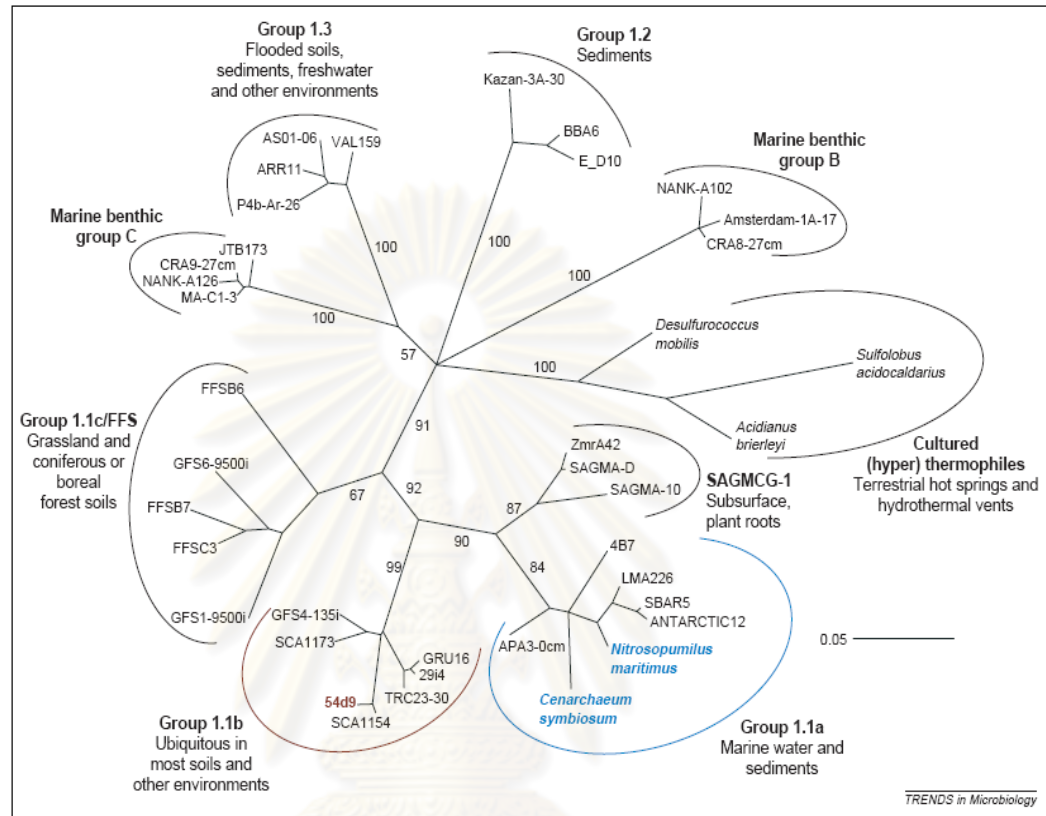 Group 1.3
Flooded soils,
sediments, freshwater
and other environments
AS01-06
VAL159
ARR11
P4b-Ar-26
100
Group 1.2
Sediments
Kazan-3A-30
BBA6
E_D10
100
Marine benthic
group B
NANK-A102
Amsterdam-1A-17
CRA8-27cm
100
Marine benthic
group C
JTB173
CRA9-27cm
NANK-A126
MA-C1-3
100
57
Desulfurococcus
mobilis
Sulfolobus
acidocaldarius
Acidianus
brierleyi
100
Cultured
(hyper) thermophiles
Terrestrial hot springs and
hydrothermal vents
Group 1.1c/FFS
Grassland and
coniferous or
boreal
forest soils
FFSB6
GFS6-9500i
FFSB7
FFSC3
GFS1-9500i
91
67
92
ZmrA42
SAGMA-D
SAGMA-10
87
SAGMCG-1
Subsurface,
plant roots
90
84
99
4B7
LMA226
SBAR5
ANTARCTIC12
APA3-0cm
Nitrosopumilus
maritimus
Cenarchaeum
symbiosum
0.05
GFS4-135i
SCA1173
GRU16
29i4
TRC23-30
54d9
SCA1154
Group 1.1b
Ubiquitous in
most soils and
other environments
Group 1.1a
Marine water and
sediments
TRENDS in Microbiology